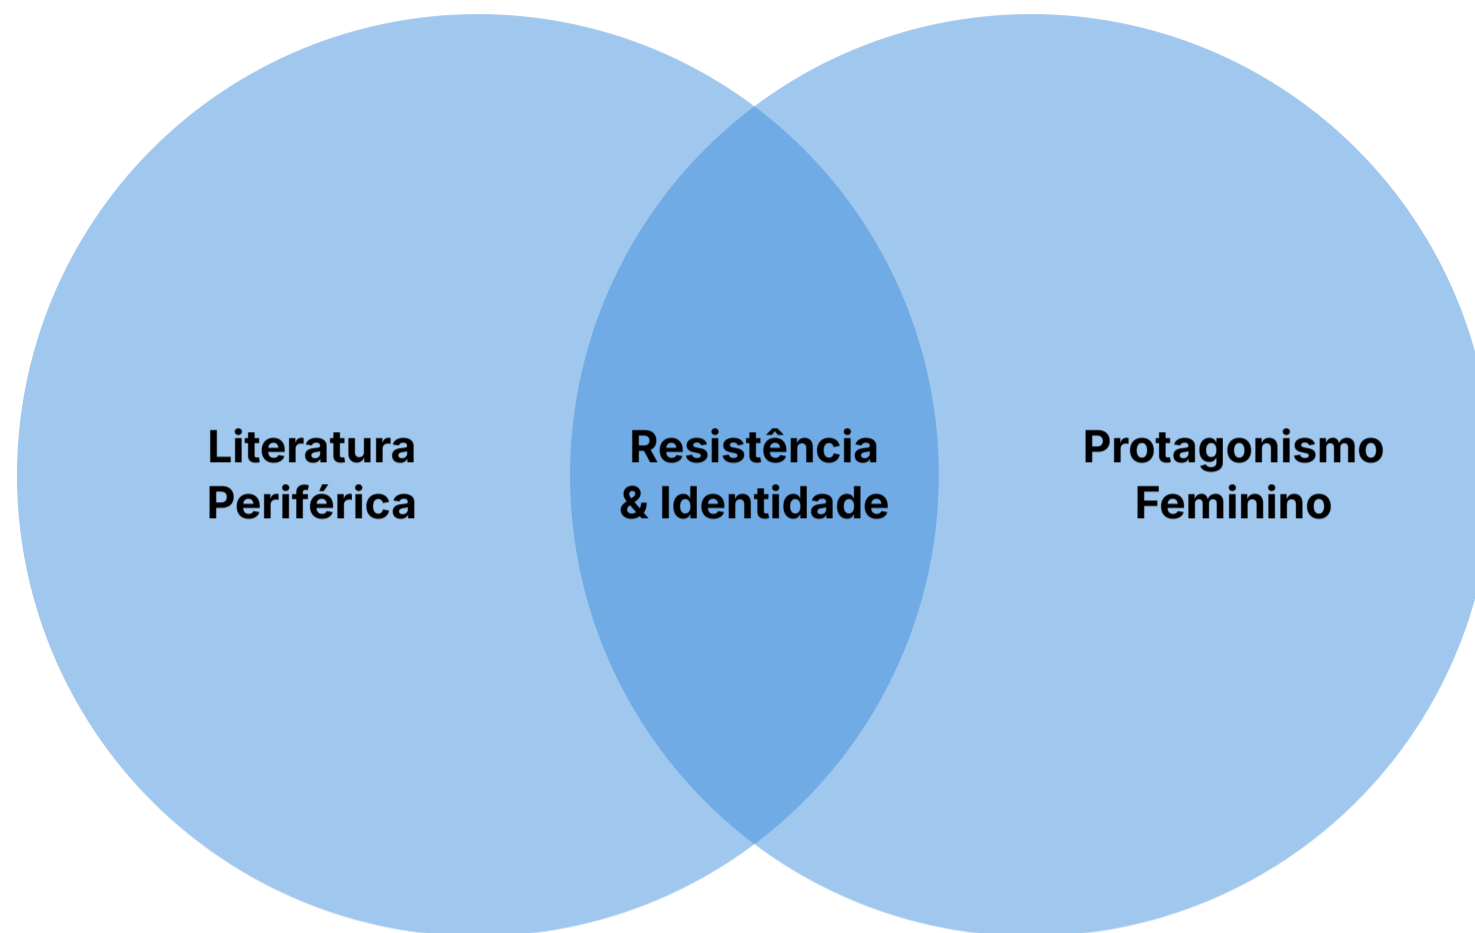 Literatura
Periférica
Resistência
& Identidade
Protagonismo
Feminino